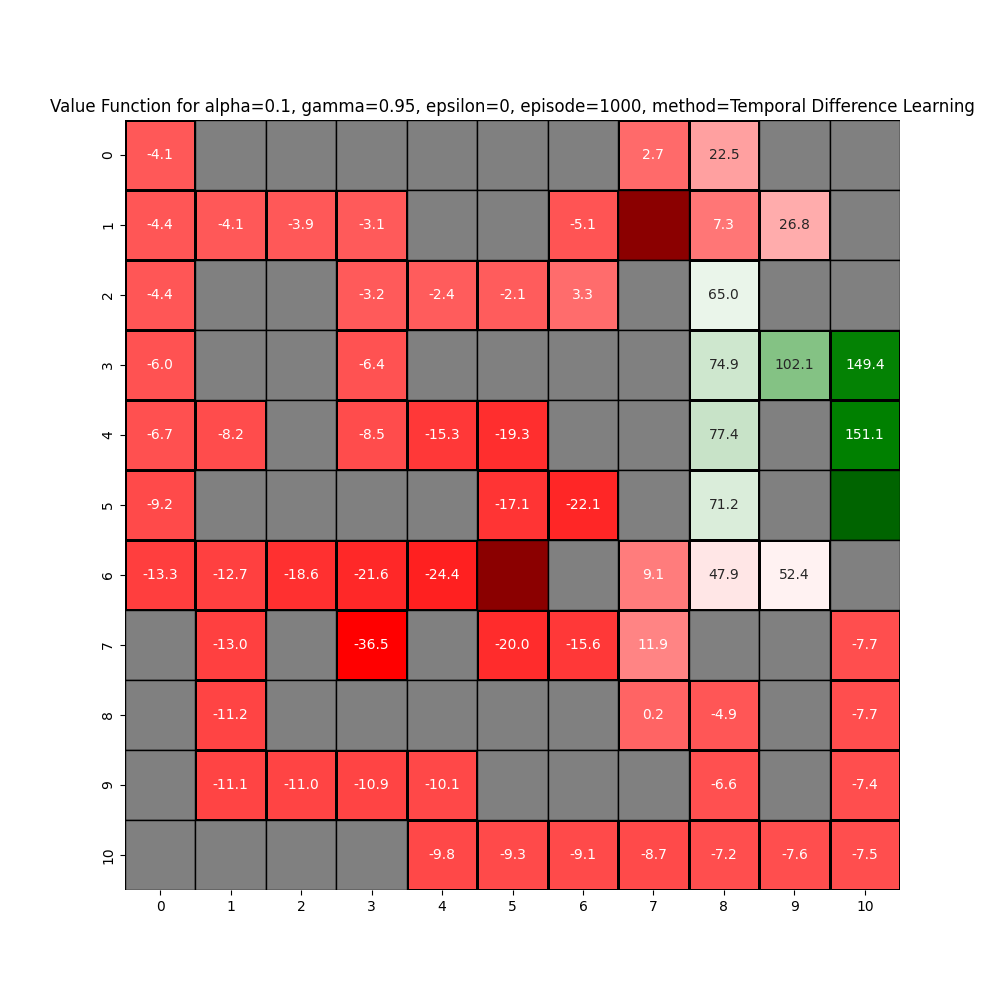 Value Function for alpha=0.1, gamma=0.95, epsilon=0, episode=1000, method=Temporal Difference Learning
0 -4.1 2.7 22.5
1 -4.4 -4.1 -3.9 -3.1 -5.1 7.3 26.8
2 -4.4 -3.2 -2.4 -2.1 3.3 65.0
3 -6.0 -6.4 74.9 102.1 149.4
4 -6.7 -8.2 -8.5 -15.3 -19.3 77.4 151.1
5 -9.2 -17.1 -22.1 71.2
6 -13.3 -12.7 -18.6 -21.6 -24.4 9.1 47.9 52.4
7 -13.0 -36.5 -20.0 -15.6 11.9 -7.7
8 -11.2 0.2 -4.9 -7.7
9 -11.1 -11.0 -10.9 -10.1 -6.6 -7.4
10 -9.8 -9.3 -9.1 -8.7 -7.2 -7.6 -7.5
0 1 2 3 4 5 6 7 8 9 10